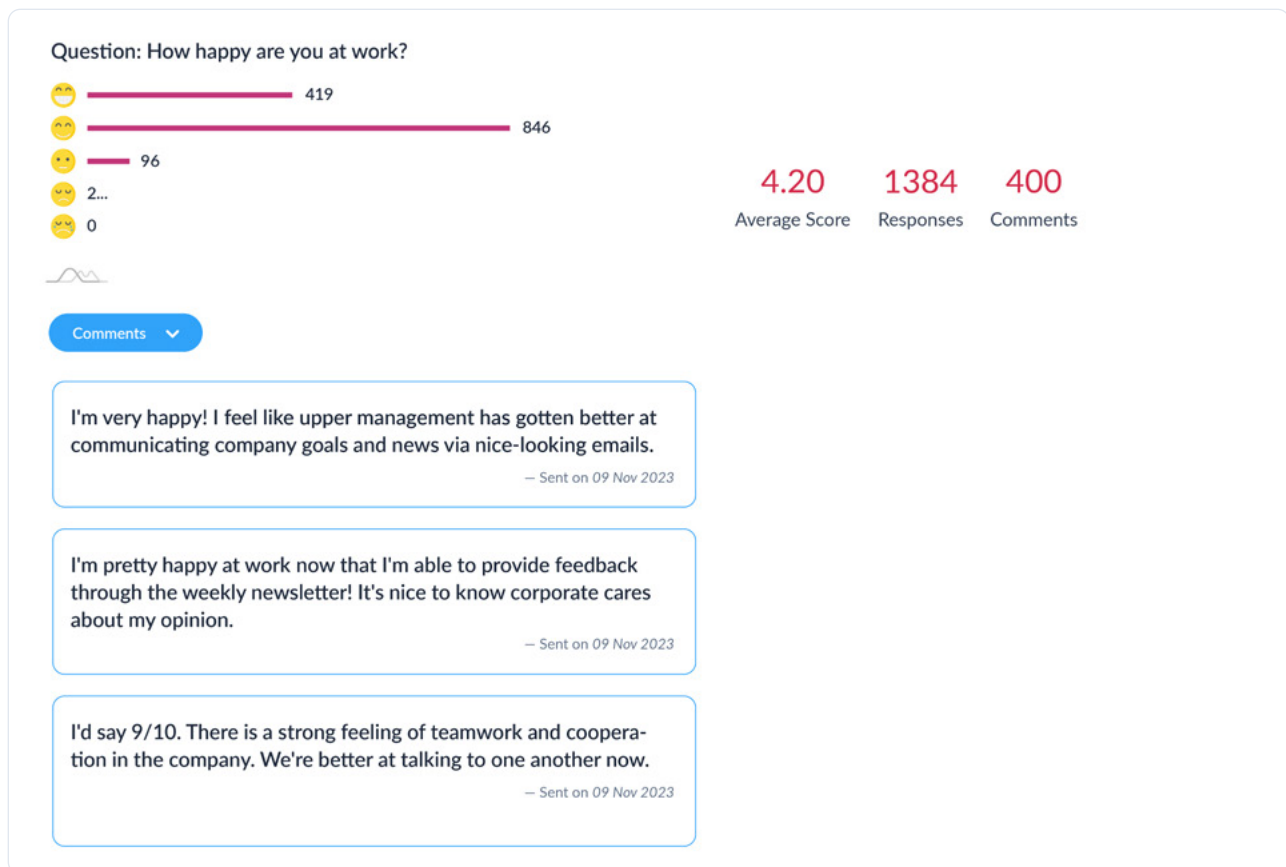 Question: How happy are you at work?
419
846
96
2...
0
4.20 1384 400
Average Score Responses Comments
Comments
I'm very happy! I feel like upper management has gotten better at
communicating company goals and news via nice-looking emails.
— Sent on 09 Nov 2023
I'm pretty happy at work now that I'm able to provide feedback
through the weekly newsletter! It's nice to know corporate cares
about my opinion.
— Sent on 09 Nov 2023
I'd say 9/10. There is a strong feeling of teamwork and coopera-
tion in the company. We're better at talking to one another now.
— Sent on 09 Nov 2023